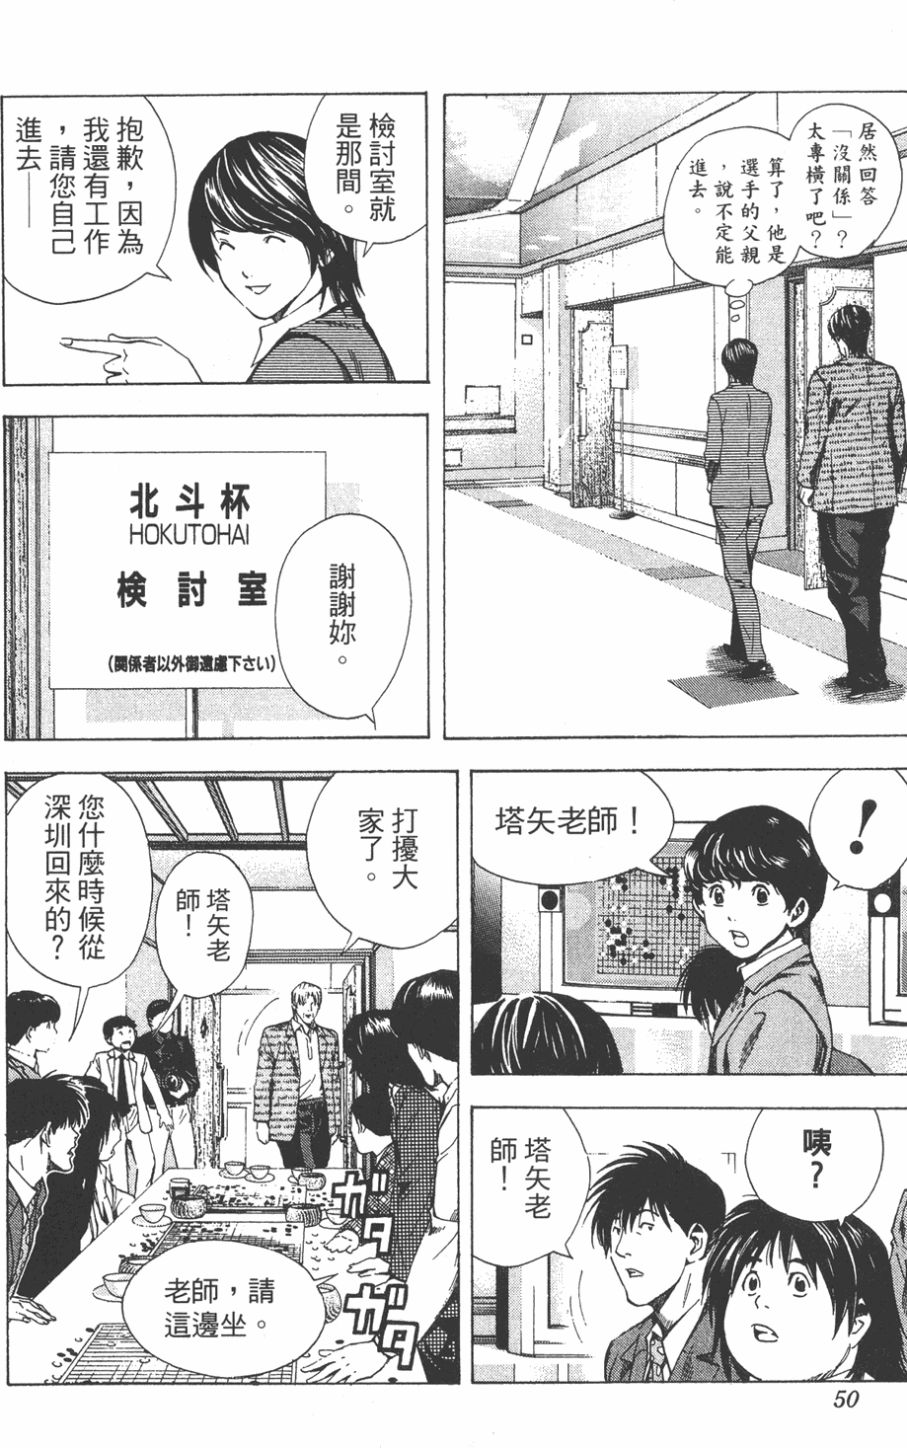 居然回答
「沒關係」？
太專橫了吧？
算了，他是
選手的父親
，說不定能
進去。
檢討室就
是那間。
抱歉，因為
我還有工作
，請您自己
進去──
北斗杯
HOKUTOHAI
検討室
（関係者以外御遠慮下さい）
謝謝妳。
！
塔矢老師！
咦？
塔矢老
師！
打擾大
家了。
塔矢老
師！
您什麼時候從
深圳回來的？
ガタ
ガタ
老師，請
這邊坐。
50